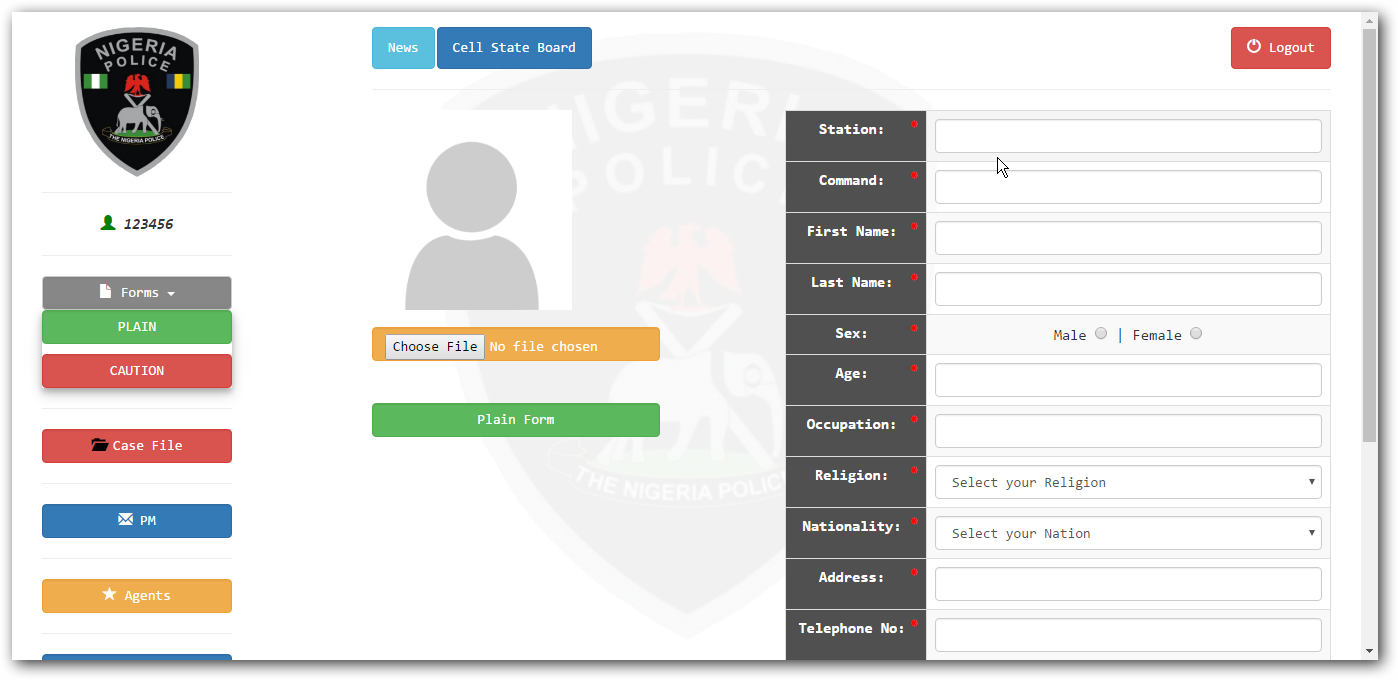 NIGERIA
POLICE
THE NIGERIA POLICE
123456
Forms
PLAIN
CAUTION
Case File
PM
Agents
News
Cell State Board
Logout
Choose File No file chosen
Plain Form
NIGERIA
POLICE
THE NIGERIA POLICE
Station: *
Command: *
First Name: *
Last Name: *
Sex: * Male | Female
Age: *
Occupation: *
Religion: * Select your Religion
Nationality: * Select your Nation
Address: *
Telephone No: *